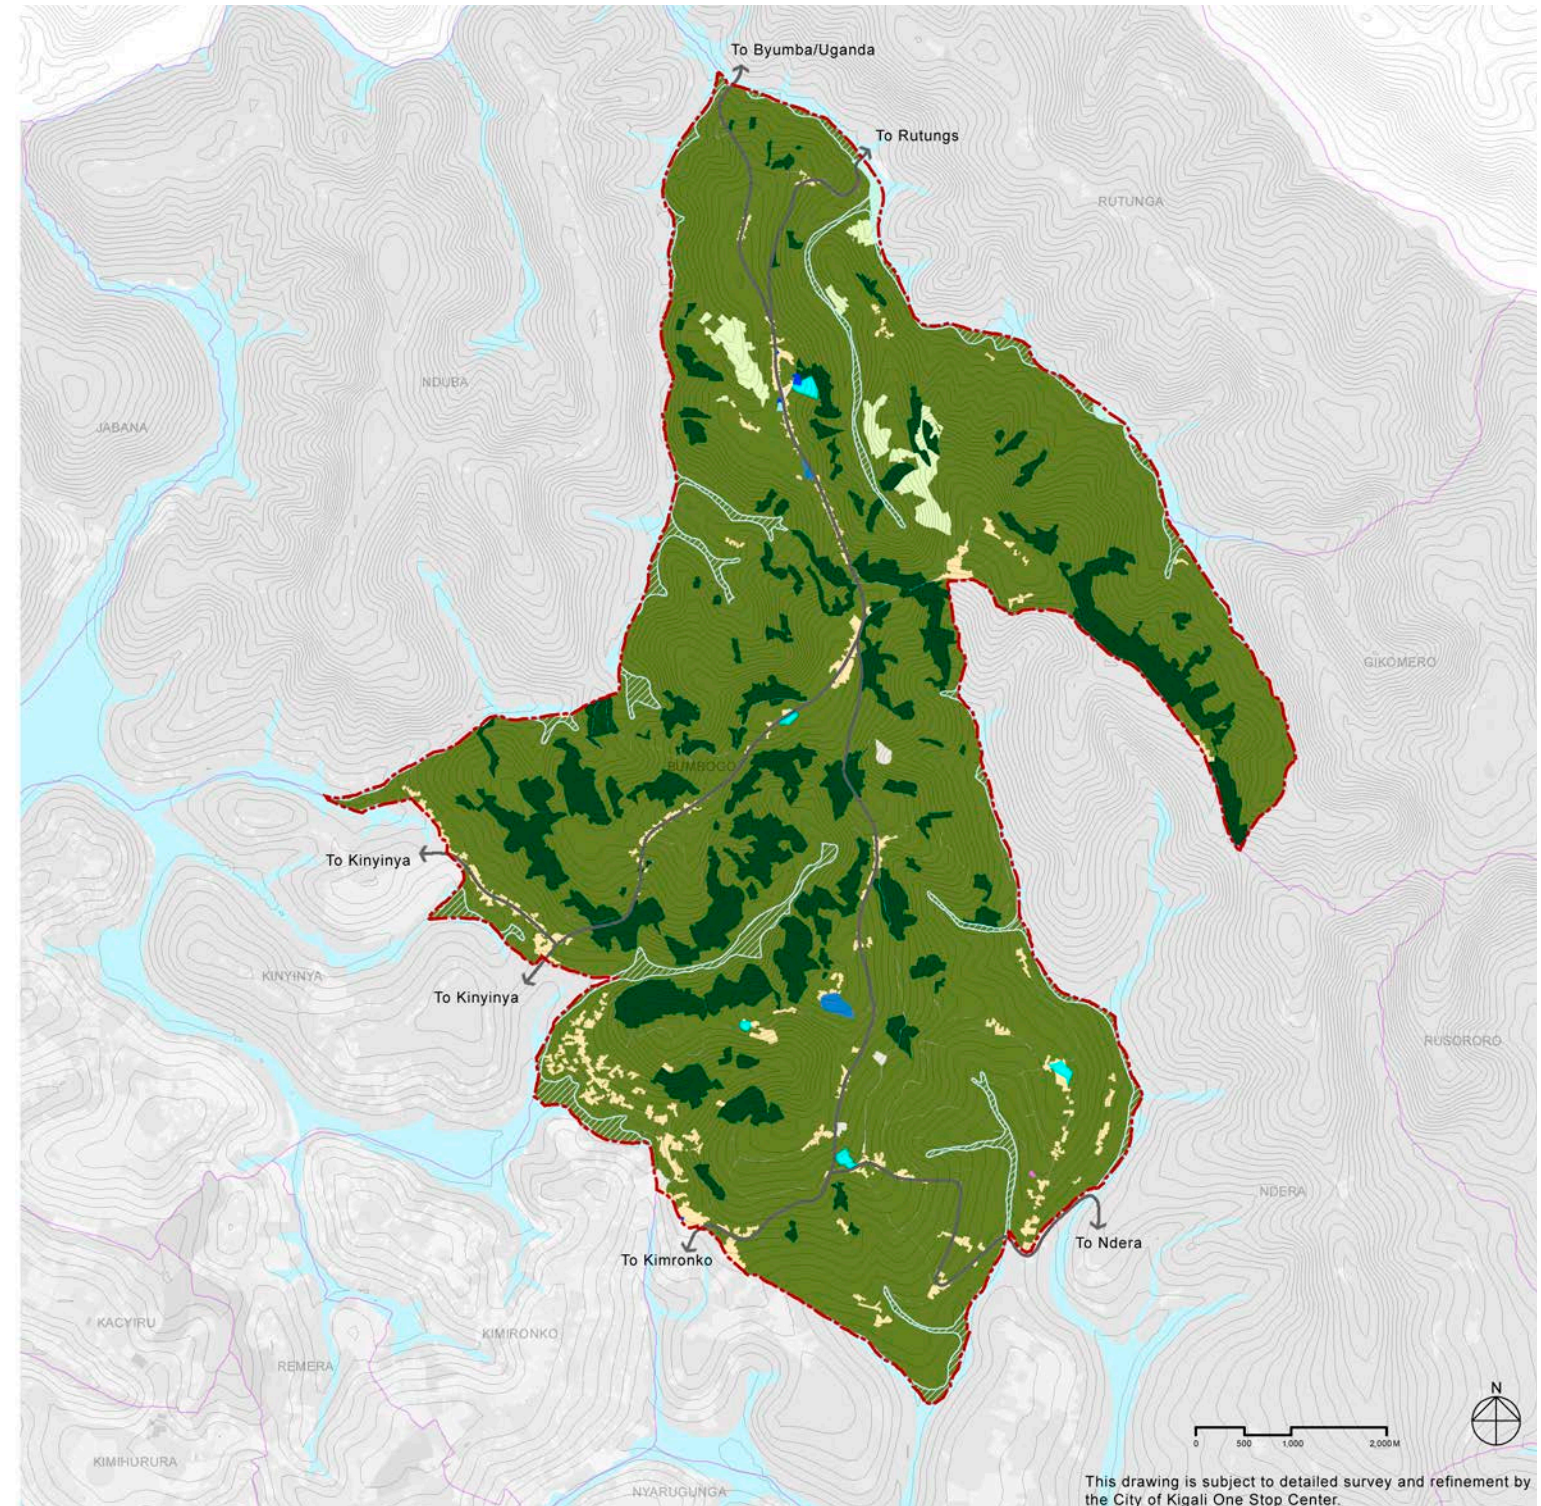 To Byumba/Uganda
To Rutungs
RUTUNGA
NDUBA
JABANA
GIKOMERO
BUMBOGO
To Kinyinya
KINYINYA
To Kinyinya
RUSORORO
NDERA
To Ndera
To Kimronko
KACYIRU
KIMIRONKO
REMERA
N
0 500 1,000 2,000M
KIMIHURURA
This drawing is subject to detailed survey and refinement by
the City of Kigali One Stop Center.
NYARUGUNGA